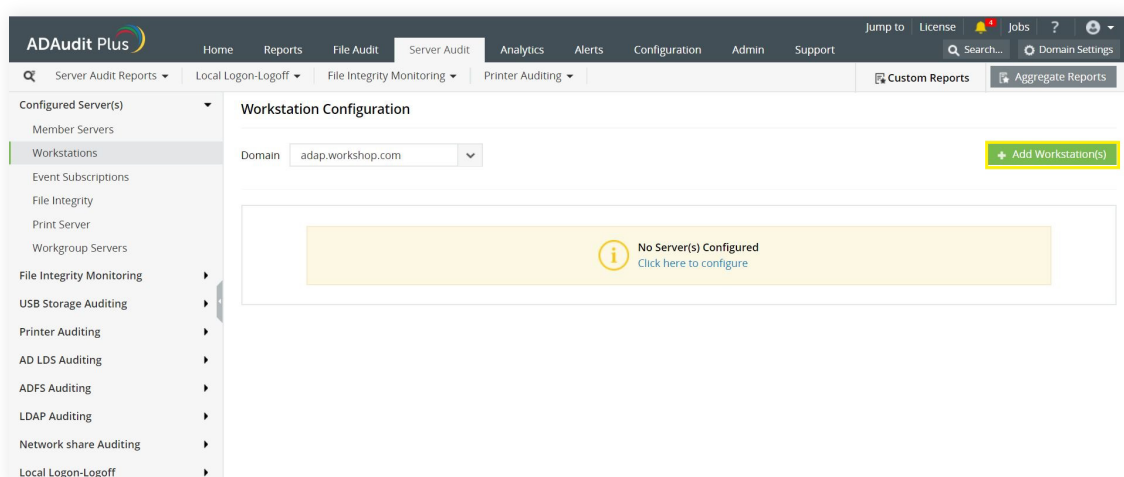 Jump to License 4 Jobs ?
ADAudit Plus
Home Reports File Audit Server Audit Analytics Alerts Configuration Admin Support Search... Domain Settings
Server Audit Reports Local Logon-Logoff File Integrity Monitoring Printer Auditing Custom Reports Aggregate Reports
Configured Server(s)
Member Servers
Workstations
Event Subscriptions
File Integrity
Print Server
Workgroup Servers
File Integrity Monitoring
USB Storage Auditing
Printer Auditing
AD LDS Auditing
ADFS Auditing
LDAP Auditing
Network share Auditing
Local Logon-Logoff
Workstation Configuration
Domain adap.workshop.com + Add Workstation(s)
No Server(s) Configured
Click here to configure